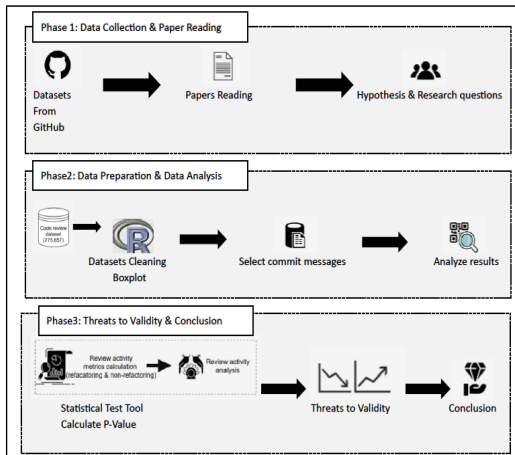 Phase 1: Data Collection & Paper Reading
Datasets
From
GitHub
Papers Reading
Hypothesis & Research questions
Phase2: Data Preparation & Data Analysis
Code review
dataset
(275,657)
R
Datasets Cleaning
Boxplot
Select commit messages
Analyze results
Phase3: Threats to Validity & Conclusion
Review activity
metrics calculation
(refacatoring & non-refactoring)
Review activity
analysis
Statistical Test Tool
Calculate P-Value
Threats to Validity
Conclusion